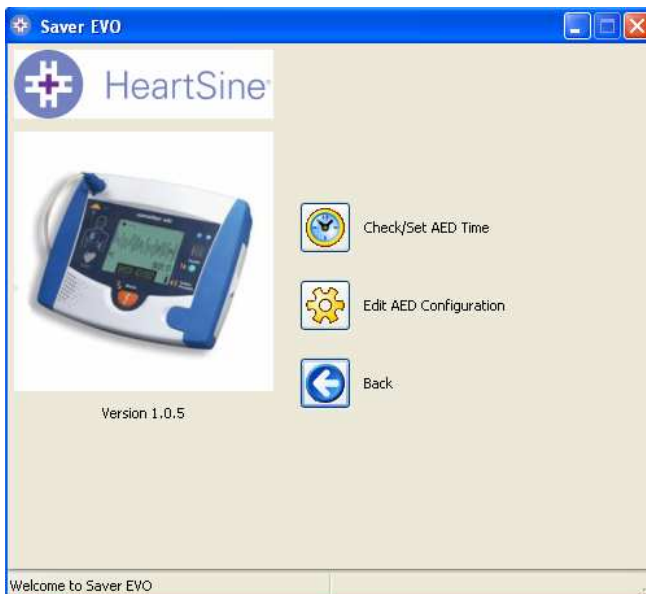 Saver EVO
HeartSine®
Check/Set AED Time
Edit AED Configuration
Back
Version 1.0.5
Welcome to Saver EVO